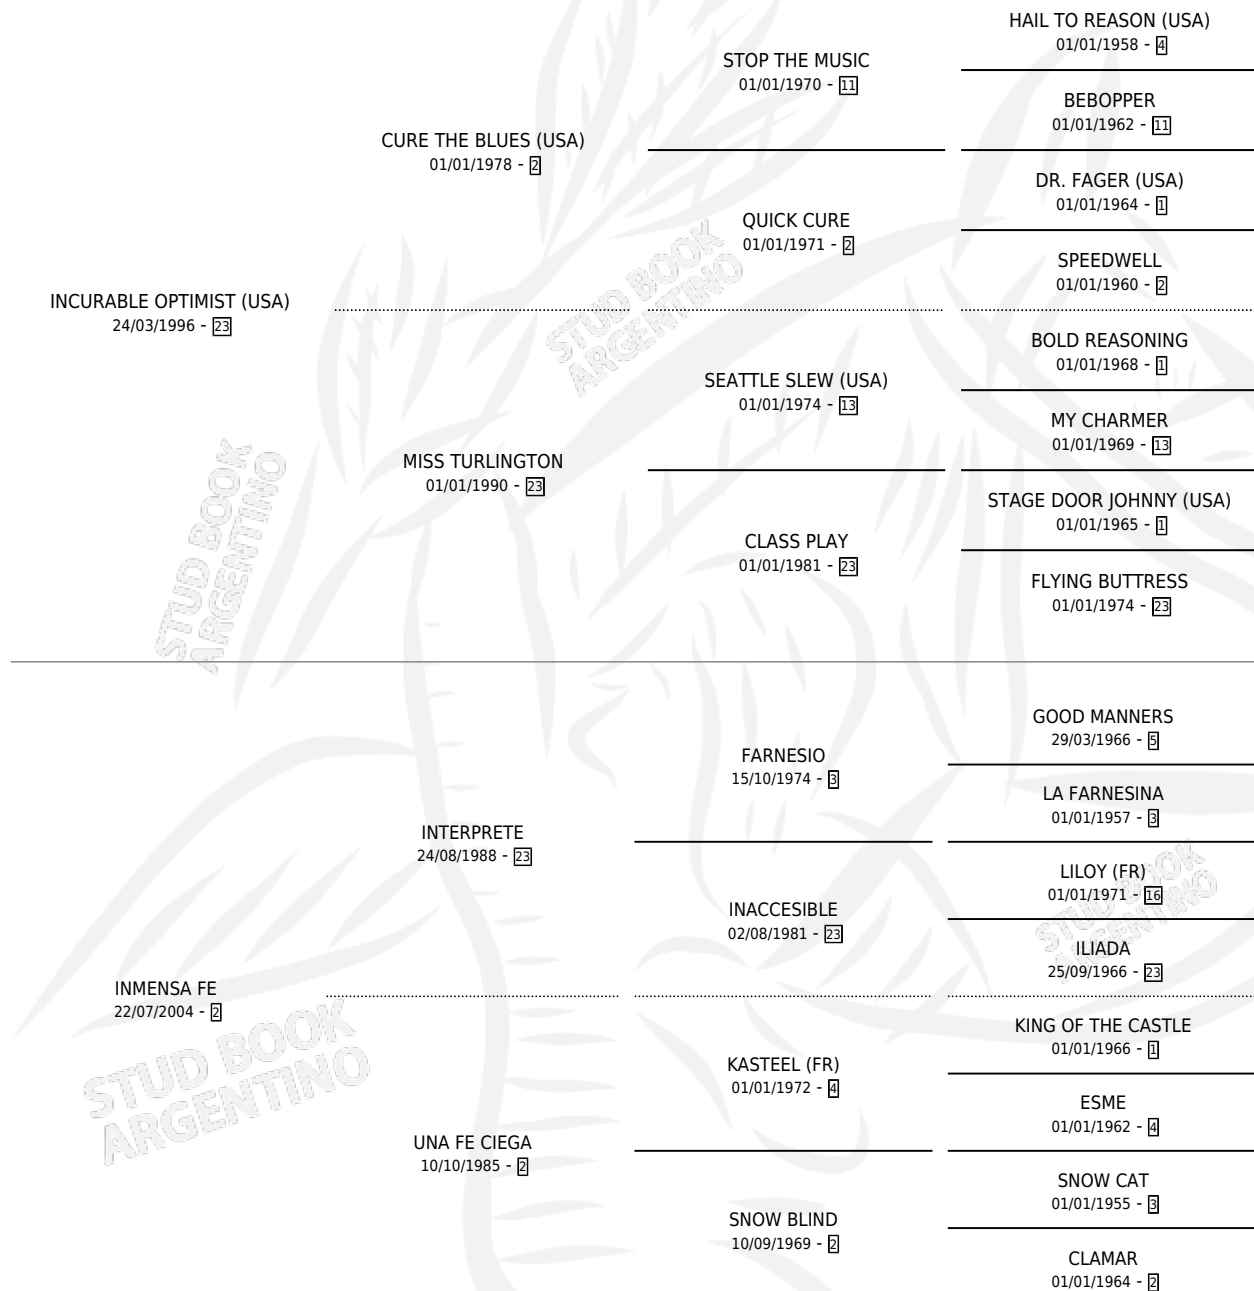 HAIL TO REASON (USA)
01/01/1958 - 4
STOP THE MUSIC
01/01/1970 - 11
BEBOPPER
01/01/1962 - 11
CURE THE BLUES (USA)
01/01/1978 - 2
DR. FAGER (USA)
01/01/1964 - 1
QUICK CURE
01/01/1971 - 2
SPEEDWELL
01/01/1960 - 2
INCURABLE OPTIMIST (USA)
24/03/1996 - 23
BOLD REASONING
01/01/1968 - 1
SEATTLE SLEW (USA)
01/01/1974 - 13
MY CHARMER
01/01/1969 - 13
MISS TURLINGTON
01/01/1990 - 23
STAGE DOOR JOHNNY (USA)
01/01/1965 - 1
CLASS PLAY
01/01/1981 - 23
FLYING BUTTRESS
01/01/1974 - 23
GOOD MANNERS
29/03/1966 - 5
FARNESIO
15/10/1974 - 3
LA FARNESINA
01/01/1957 - 3
INTERPRETE
24/08/1988 - 23
LILOY (FR)
01/01/1971 - 16
INACCESIBLE
02/08/1981 - 23
ILIADA
25/09/1966 - 23
INMENSA FE
22/07/2004 - 2
KING OF THE CASTLE
01/01/1966 - 1
KASTEEL (FR)
01/01/1972 - 4
ESME
01/01/1962 - 4
UNA FE CIEGA
10/10/1985 - 2
SNOW CAT
01/01/1955 - 3
SNOW BLIND
10/09/1969 - 2
CLAMAR
01/01/1964 - 2
STUD BOOK
ARGENTINO
STUD BOOK
ARGENTINO
STUD BOOK
ARGENTINO
STUD BOOK
ARGENTINO